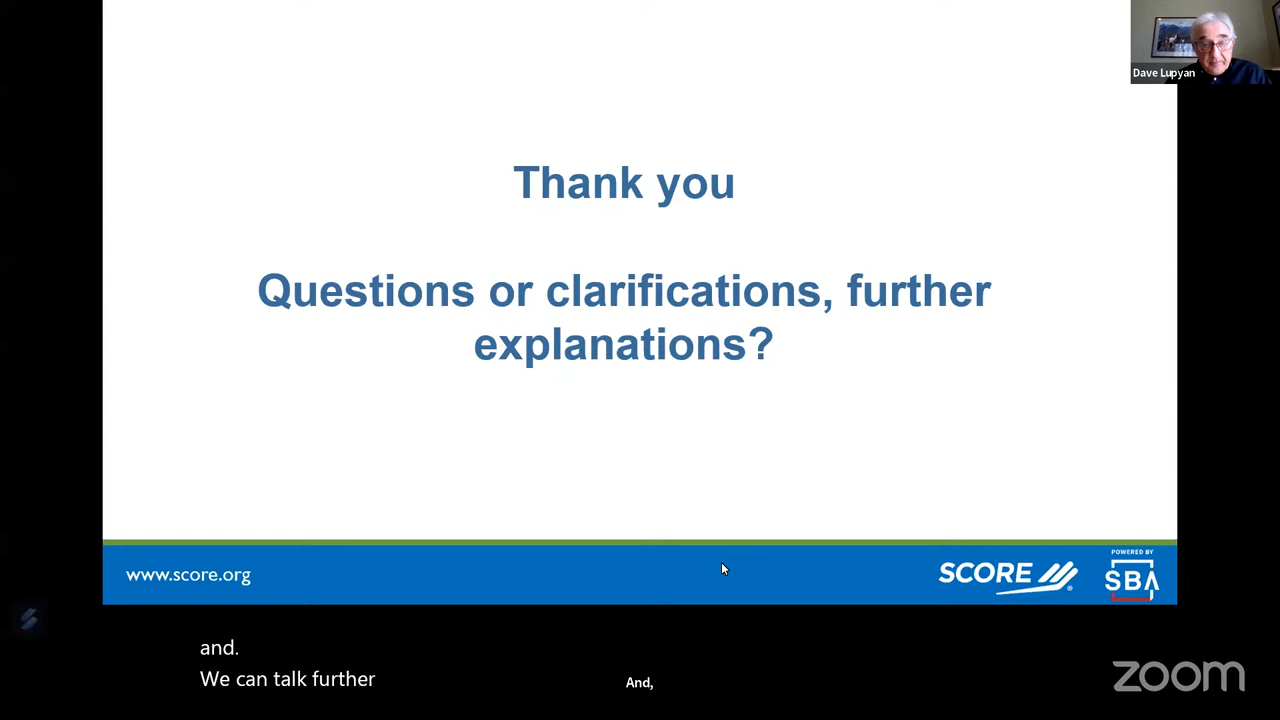 Dave Lupyan
Thank you
Questions or clarifications, further
explanations?
www.score.org
SCORE
®
POWERED BY
SBA
and.
We can talk further
And,
zoom